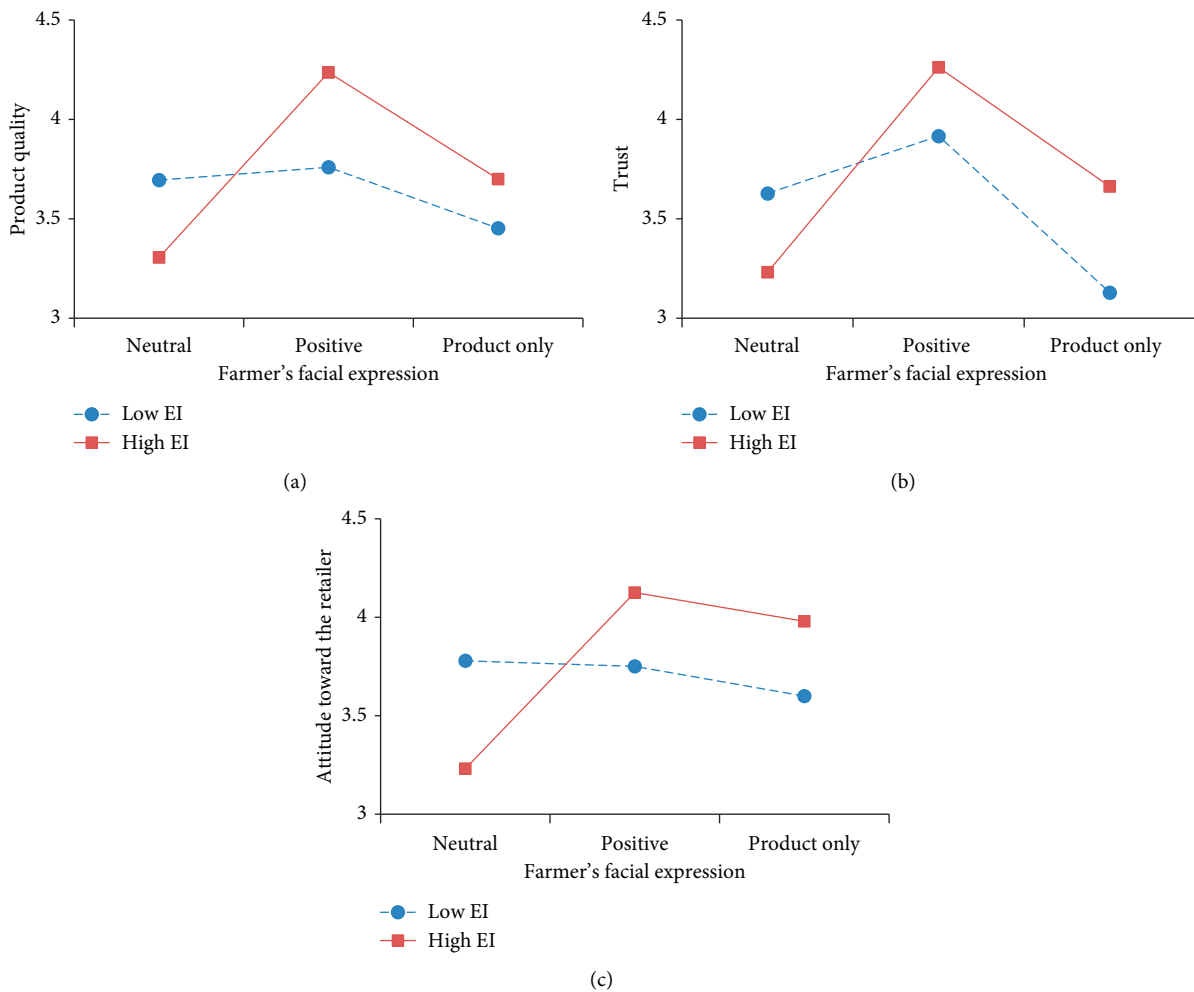 4.5
4
3.5
3
Product quality
Neutral
Positive
Product only
Farmer's facial expression
Low EI
High EI
(a)
4.5
4
3.5
3
Trust
Neutral
Positive
Product only
Farmer's facial expression
Low EI
High EI
(b)
4.5
4
3.5
3
Attitude toward the retailer
Neutral
Positive
Product only
Farmer's facial expression
Low EI
High EI
(c)